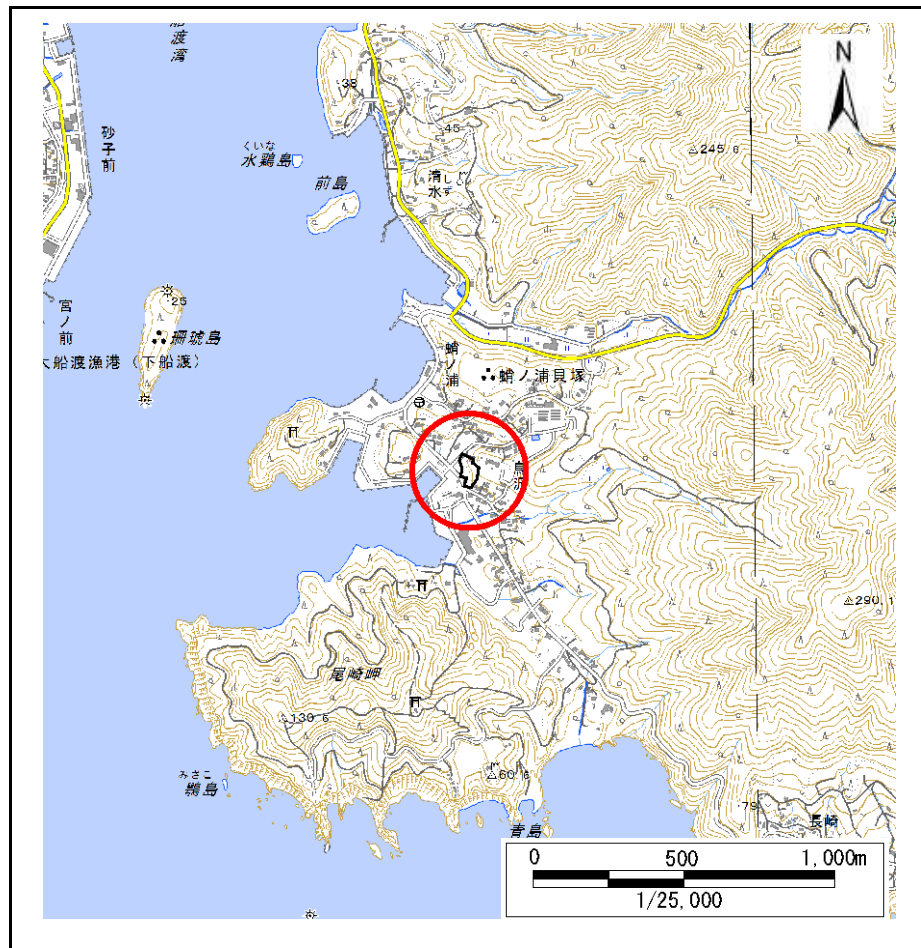 船渡湾
N
38
100
砂子前
45
くいな
水鶏島
245.6
清水
しず
前島
25
宮ノ前
珊琥島
大船渡漁港（下船渡）
蛸ノ浦
蛸ノ浦貝塚
鳥沢
290.1
尾崎岬
130.6
みさこ
鶚島
60.6
79
長崎
青島
0 500 1,000m
1/25,000